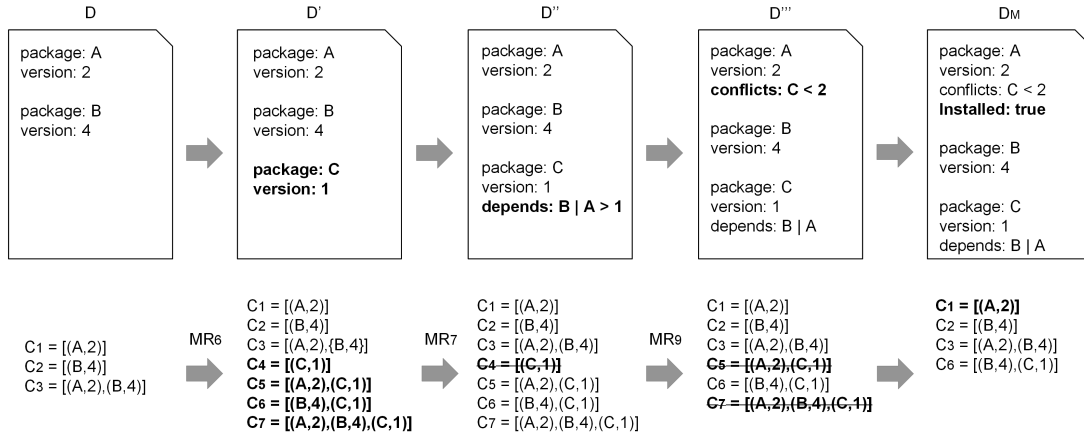 D
package: A
version: 2
package: B
version: 4
D'
package: A
version: 2
package: B
version: 4
package: C
version: 1
D''
package: A
version: 2
package: B
version: 4
package: C
version: 1
depends: B | A > 1
D'''
package: A
version: 2
conflicts: C < 2
package: B
version: 4
package: C
version: 1
depends: B | A
DM
package: A
version: 2
conflicts: C < 2
Installed: true
package: B
version: 4
package: C
version: 1
depends: B | A
C1 = [(A,2)]
C2 = [(B,4)]
C3 = [(A,2),(B,4)]
MR6
C1 = [(A,2)]
C2 = [(B,4)]
C3 = [(A,2),{B,4}]
C4 = [(C,1)]
C5 = [(A,2),(C,1)]
C6 = [(B,4),(C,1)]
C7 = [(A,2),(B,4),(C,1)]
MR7
C1 = [(A,2)]
C2 = [(B,4)]
C3 = [(A,2),(B,4)]
C4 = [(C,1)]
C5 = [(A,2),(C,1)]
C6 = [(B,4),(C,1)]
C7 = [(A,2),(B,4),(C,1)]
MR9
C1 = [(A,2)]
C2 = [(B,4)]
C3 = [(A,2),(B,4)]
C5 = [(A,2),(C,1)]
C6 = [(B,4),(C,1)]
C7 = [(A,2),(B,4),(C,1)]
C1 = [(A,2)]
C2 = [(B,4)]
C3 = [(A,2),(B,4)]
C6 = [(B,4),(C,1)]